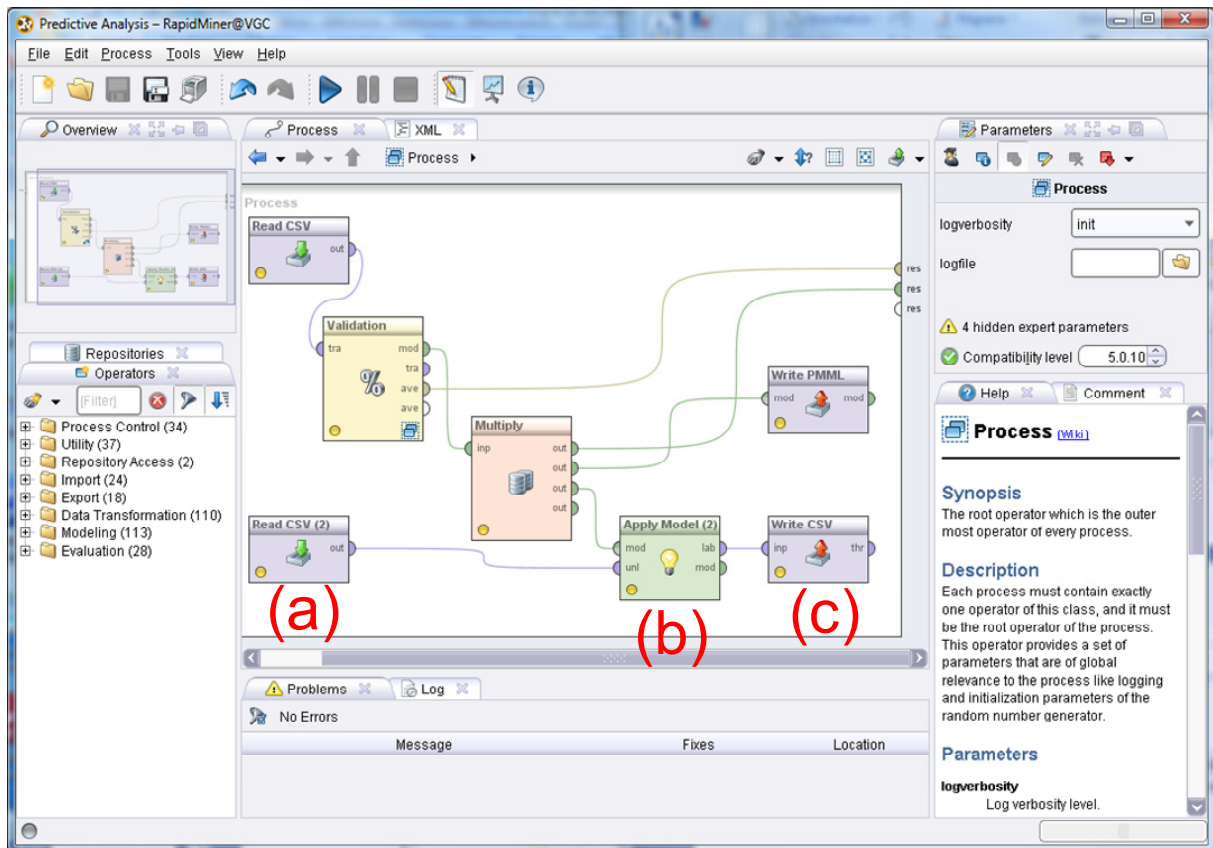 Predictive Analysis – RapidMiner@VGC
File Edit Process Tools View Help
Overview
Process
XML
Parameters
Process
Process
Process
logverbosity
init
logfile
4 hidden expert parameters
Compatibility level
5.0.10
Read CSV
out
res
res
res
Validation
tra
mod
tra
ave
ave
Write PMML
mod
mod
Multiply
inp
out
out
out
out
Read CSV (2)
out
Apply Model (2)
mod
unl
lab
mod
Write CSV
inp
thr
(a)
(b)
(c)
Repositories
Operators
[Filter]
Process Control (34)
Utility (37)
Repository Access (2)
Import (24)
Export (18)
Data Transformation (110)
Modeling (113)
Evaluation (28)
Problems
Log
No Errors
Message
Fixes
Location
Help
Comment
Process (Wiki)
Synopsis
The root operator which is the outer
most operator of every process.
Description
Each process must contain exactly
one operator of this class, and it must
be the root operator of the process.
This operator provides a set of
parameters that are of global
relevance to the process like logging
and initialization parameters of the
random number generator.
Parameters
logverbosity
Log verbosity level.